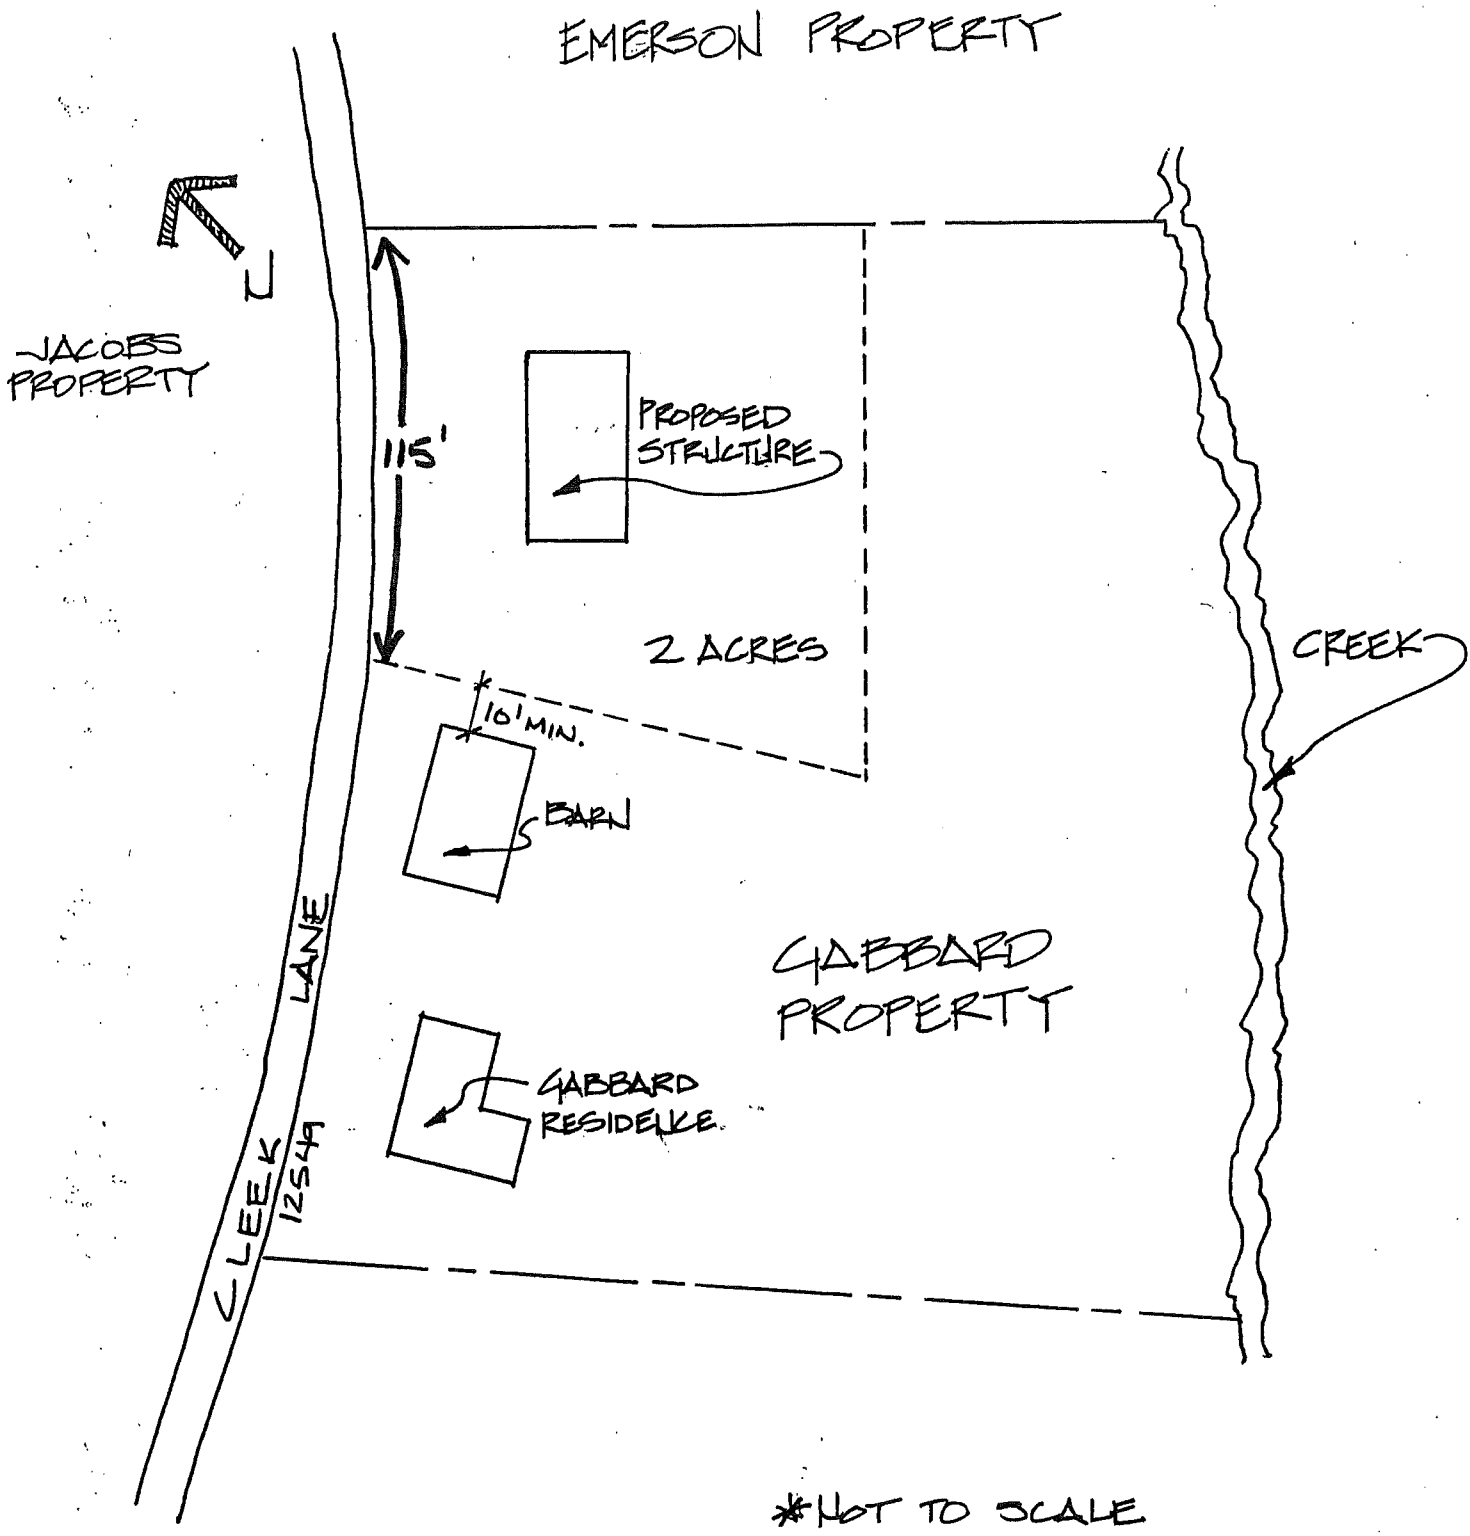 EMERSON PROPERTY
N
JACOBS
PROPERTY
115'
PROPOSED
STRUCTURE
2 ACRES
CREEK
10' MIN.
BARN
GABBARD
PROPERTY
GABBARD
RESIDENCE
CLEEK LANE
12549
*NOT TO SCALE